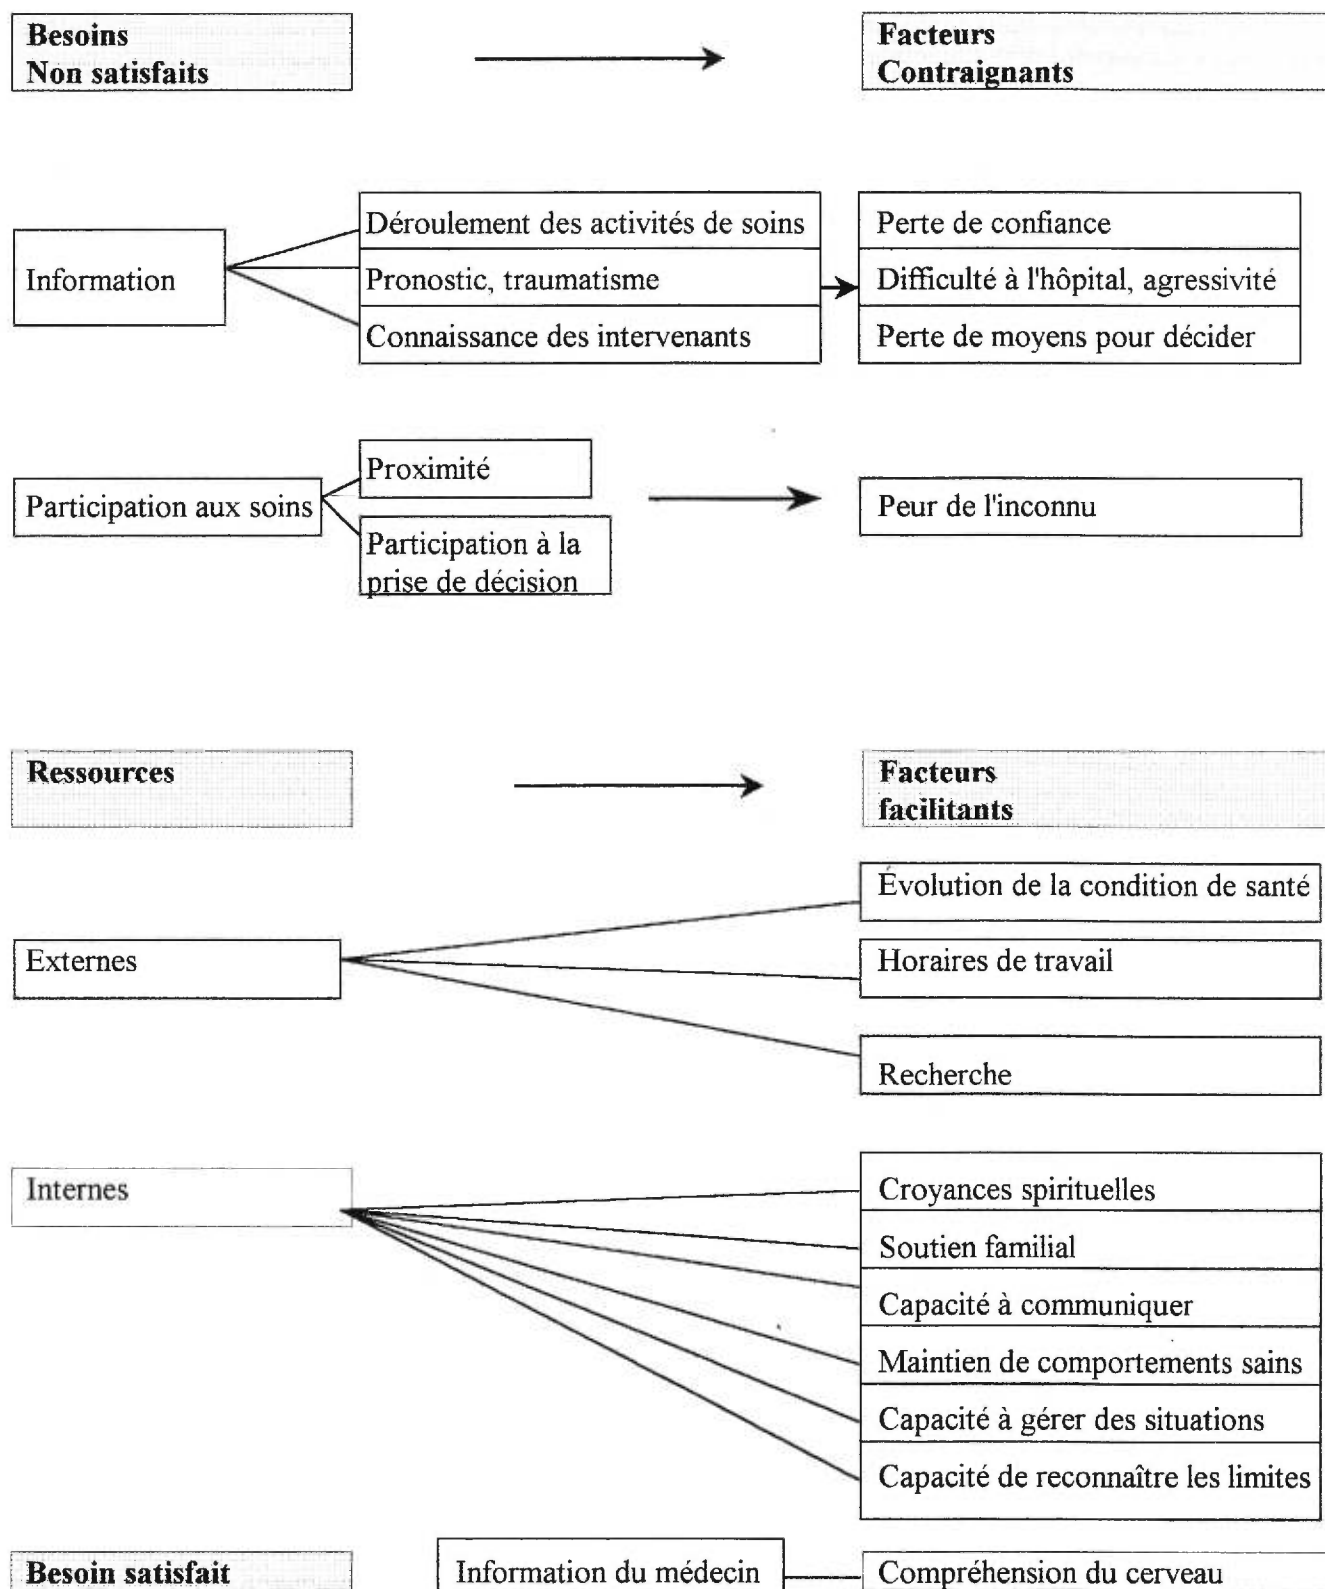 Besoins
Non satisfaits
Facteurs
Contraignants
Information
Déroulement des activités de soins
Pronostic, traumatisme
Connaissance des intervenants
Perte de confiance
Difficulté à l'hôpital, agressivité
Perte de moyens pour décider
Participation aux soins
Proximité
Participation à la
prise de décision
Peur de l'inconnu
Ressources
Facteurs
facilitants
Externes
Évolution de la condition de santé
Horaires de travail
Recherche
Internes
Croyances spirituelles
Soutien familial
Capacité à communiquer
Maintien de comportements sains
Capacité à gérer des situations
Capacité de reconnaître les limites
Besoin satisfait
Information du médecin
Compréhension du cerveau